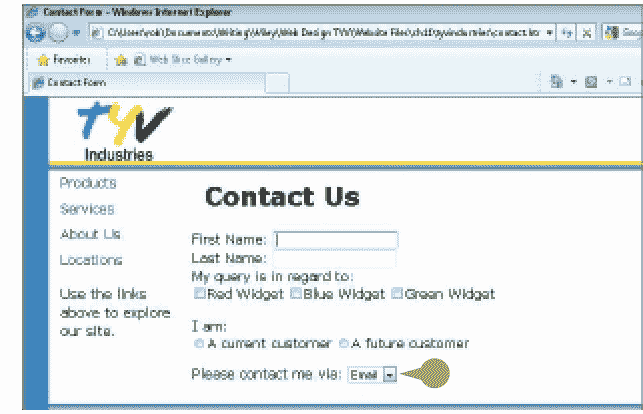 Contact Form - Windows Internet Explorer
Favorites Web Slice Gallery
Contact Form
TYV
Industries
Products
Services
About Us
Locations
Use the links
above to explore
our site.
Contact Us
First Name:
Last Name:
My query is in regard to:
Red Widget Blue Widget Green Widget
I am:
A current customer A future customer
Please contact me via: Email